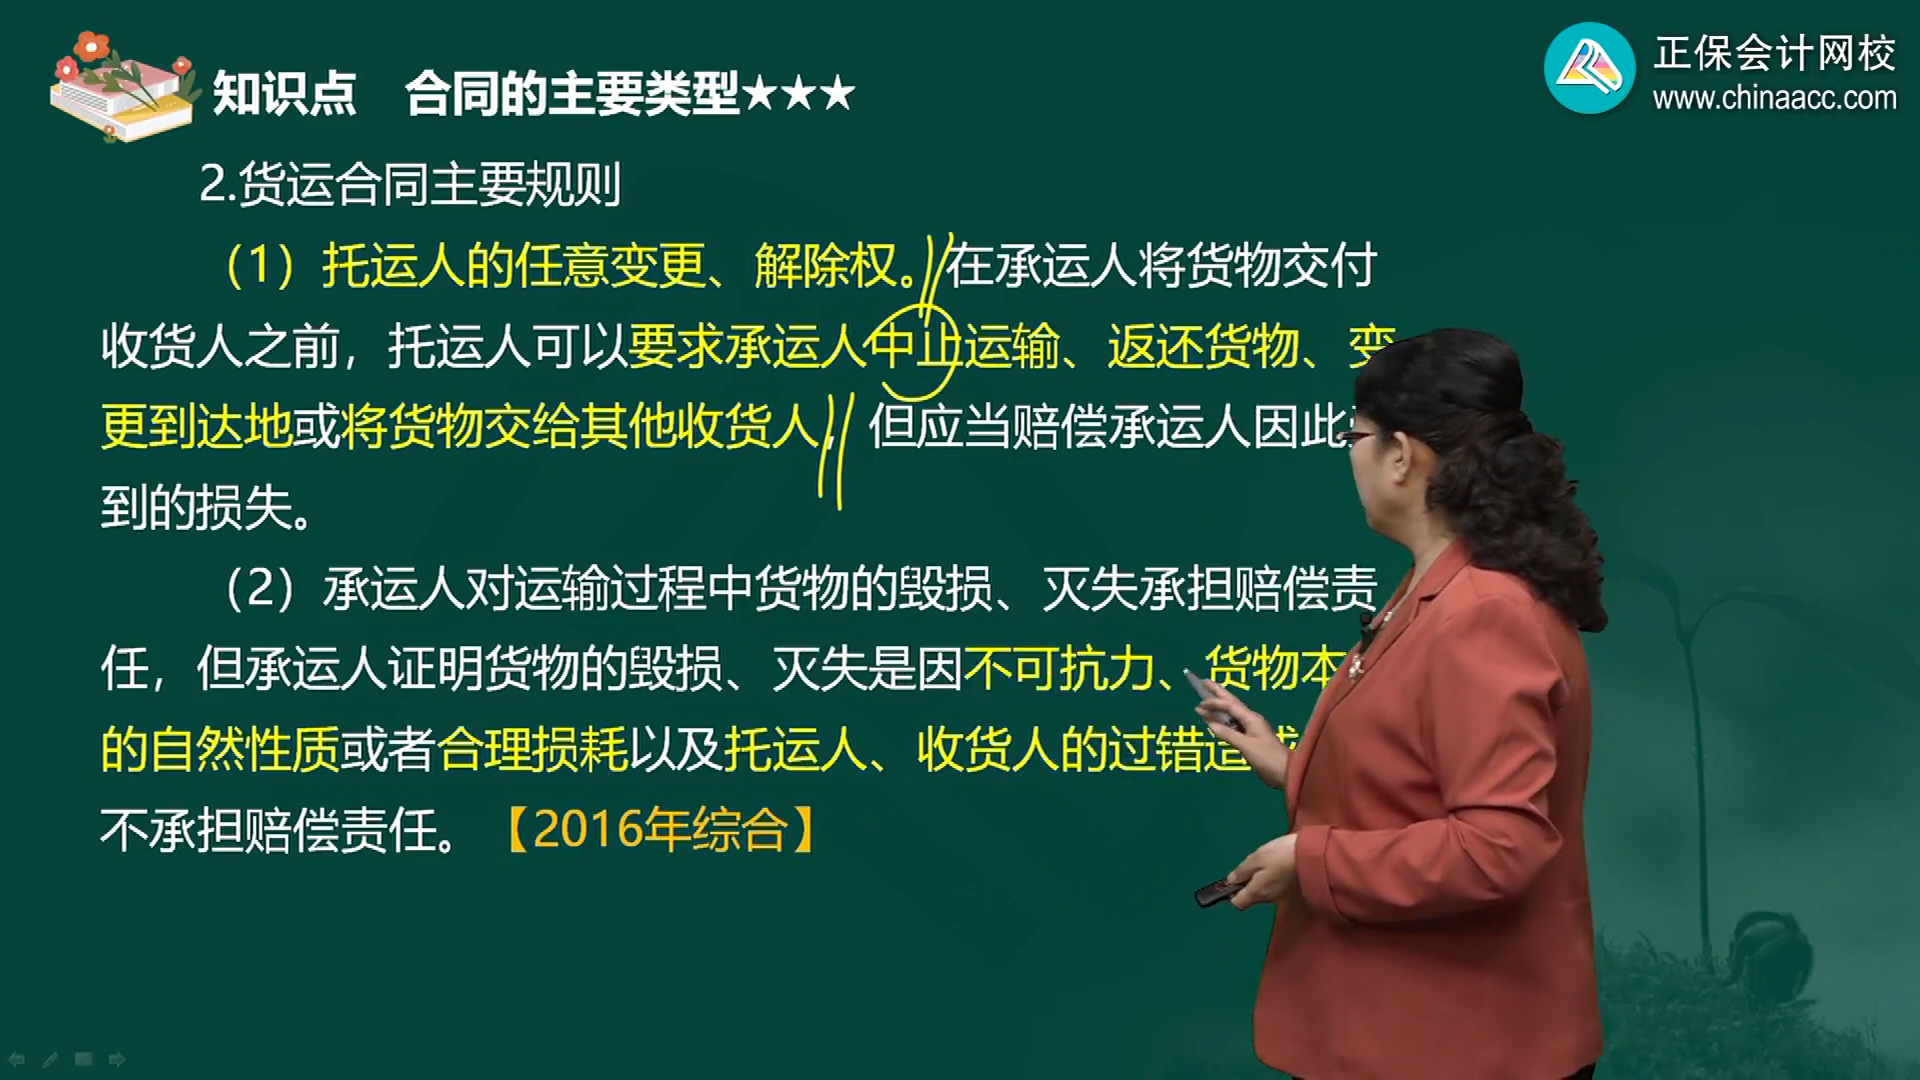 正保会计网校
www.chinaacc.com
知识点　合同的主要类型★★★
2.货运合同主要规则
（1）托运人的任意变更、解除权。在承运人将货物交付
收货人之前，托运人可以要求承运人中止运输、返还货物、变
更到达地或将货物交给其他收货人，但应当赔偿承运人因此
到的损失。
（2）承运人对运输过程中货物的毁损、灭失承担赔偿责
任，但承运人证明货物的毁损、灭失是因不可抗力、货物本
的自然性质或者合理损耗以及托运人、收货人的过错造
不承担赔偿责任。【2016年综合】